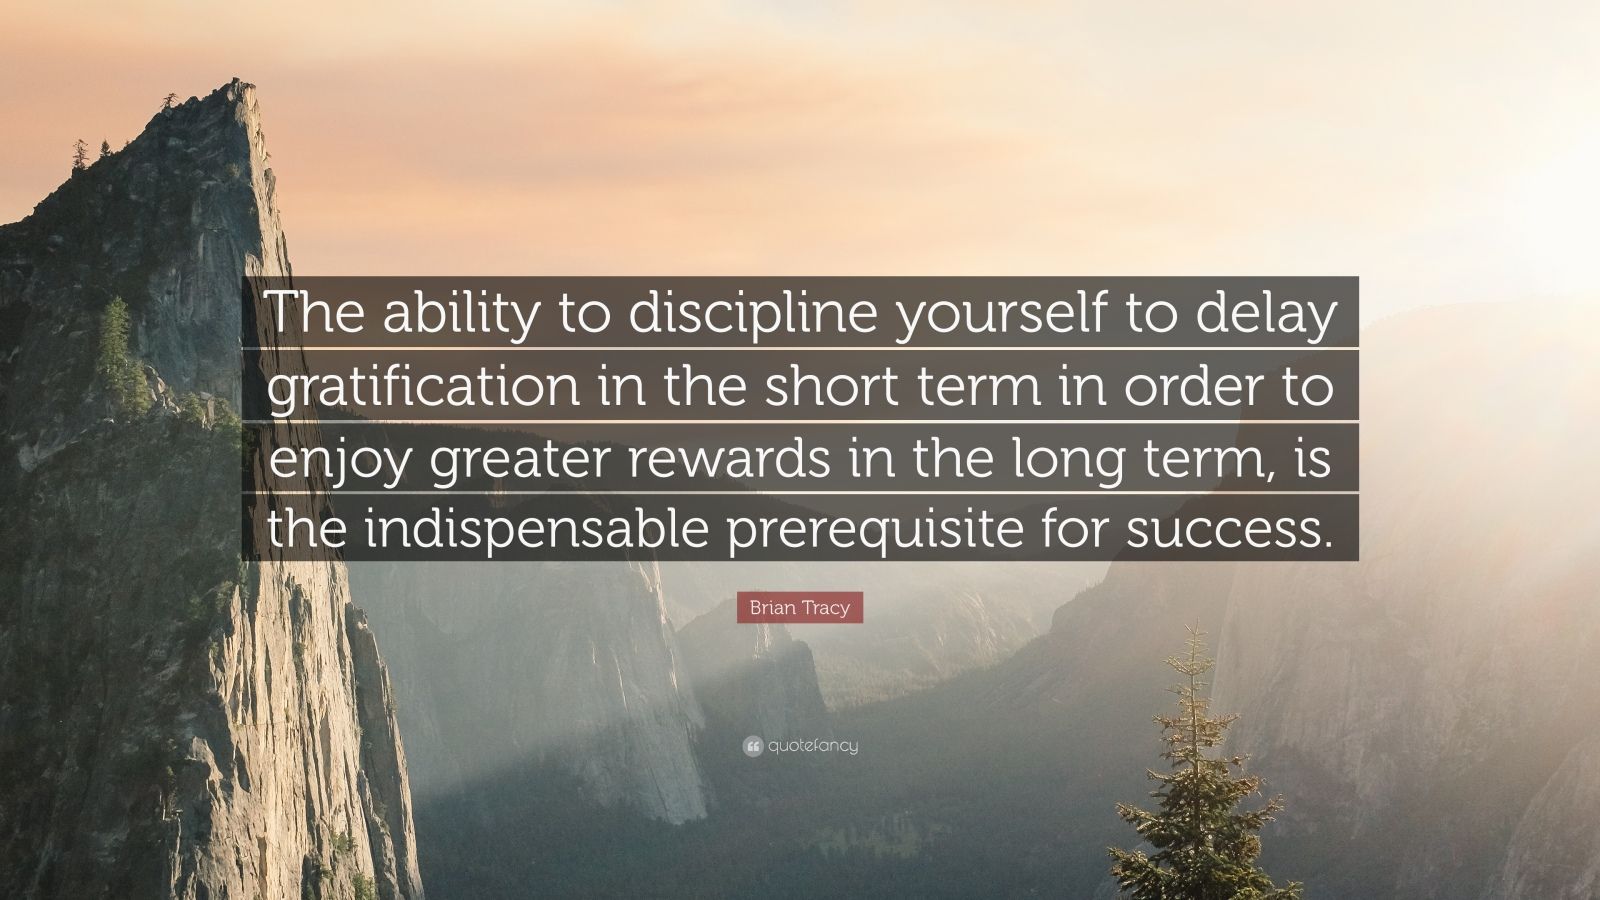 The ability to discipline yourself to delay
gratification in the short term in order to
enjoy greater rewards in the long term, is
the indispensable prerequisite for success.
Brian Tracy
quotefancy